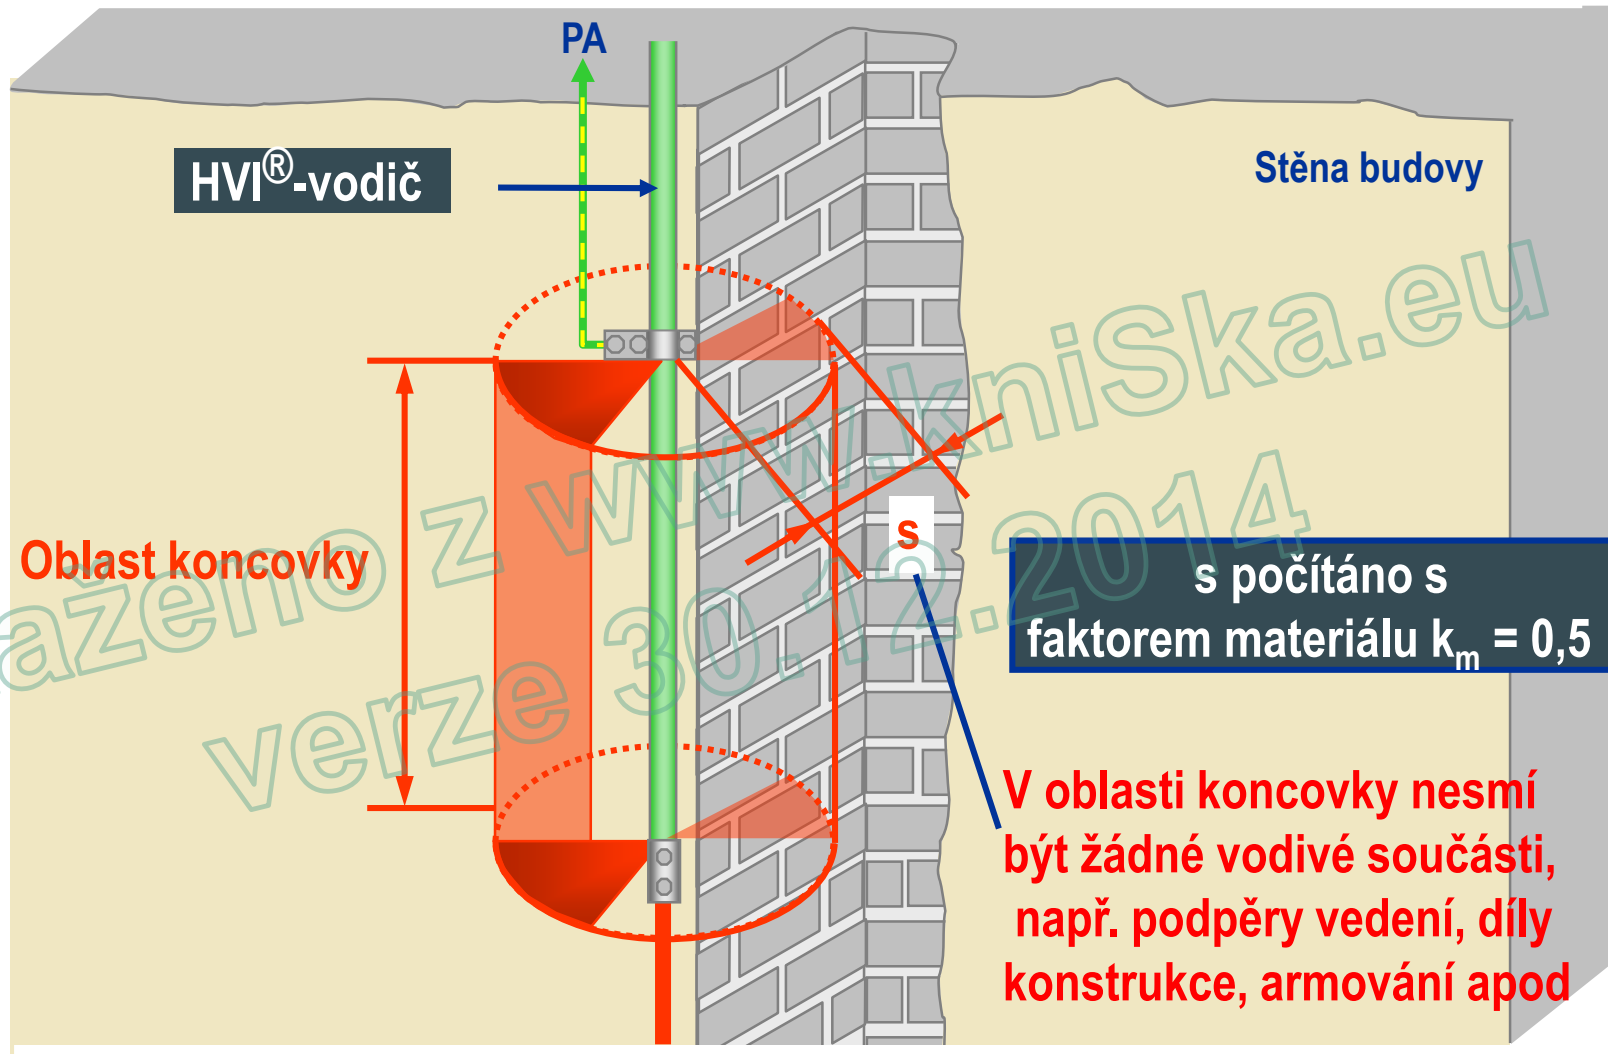 PA
HVI®-vodič
Stěna budovy
Oblast koncovky
s
s počítáno s
faktorem materiálu km = 0,5
V oblasti koncovky nesmí
být žádné vodivé součásti,
např. podpěry vedení, díly
konstrukce, armování apod
aženo z www.kniSka.eu
verze 30.12.2014